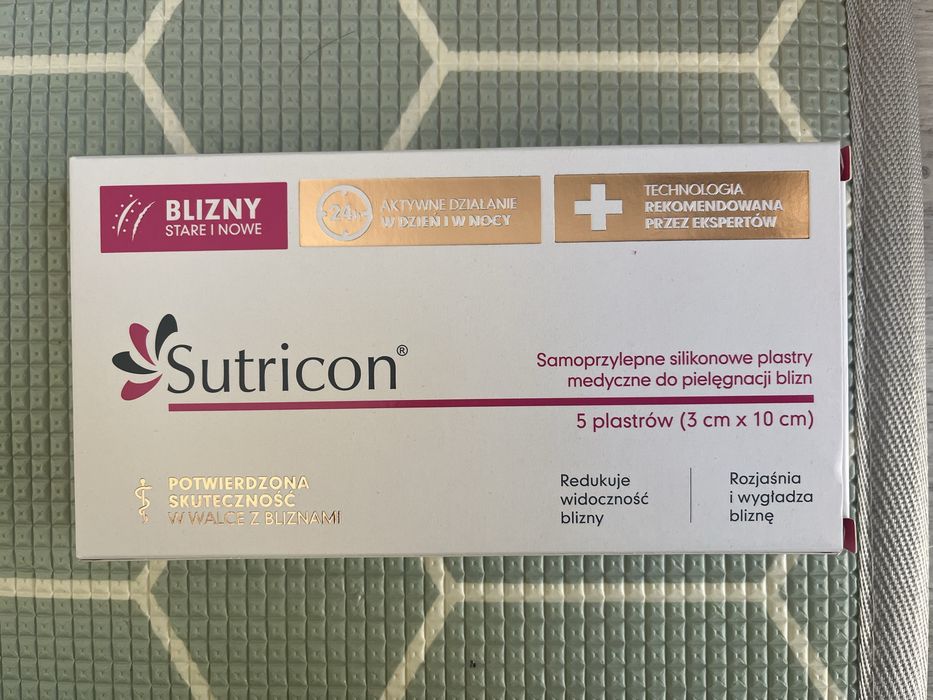 BLIZNY
STARE I NOWE
24h
AKTYWNE DZIAŁANIE
W DZIEŃ I W NOCY
TECHNOLOGIA
REKOMENDOWANA
PRZEZ EKSPERTÓW
Sutricon®
Samoprzylepne silikonowe plastry
medyczne do pielęgnacji blizn
5 plastrów (3 cm x 10 cm)
POTWIERDZONA
SKUTECZNOŚĆ
W WALCE Z BLIZNAMI
Redukuje
widoczność
blizny
Rozjaśnia
i wygładza
bliznę